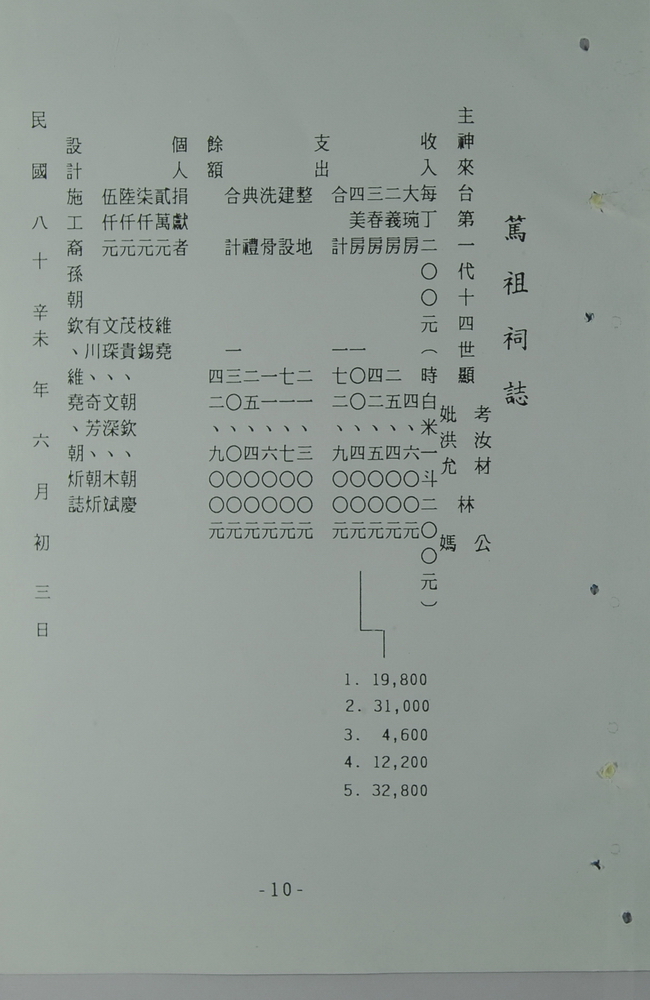 篤祖祠誌
主神來台第一代十四世顯
考汝材林公
妣洪允媽
收入每丁二〇〇元(時白米一斗二〇〇元)
大琬房四、六〇〇元
二義房二五、四〇〇元
三春房四二、五〇〇元
四美房一〇〇、四〇〇元
合計一七二、九〇〇元
支出
整地二一、三〇〇元
建設七一、七〇〇元
洗骨一一、六〇〇元
典禮二五、四〇〇元
合計一三〇、〇〇〇元
餘額四二、九〇〇元
個人捐獻者
貳萬元維堯
柒仟元枝錫
陸仟元茂貴、朝欽、朝慶
伍仟元文琛、文深、木斌
有川、奇芳、朝炘
設計施工裔孫朝欽、維堯、朝炘誌
民國八十辛未年六月初三日
1. 19,800
2. 31,000
3. 4,600
4. 12,200
5. 32,800
-10-